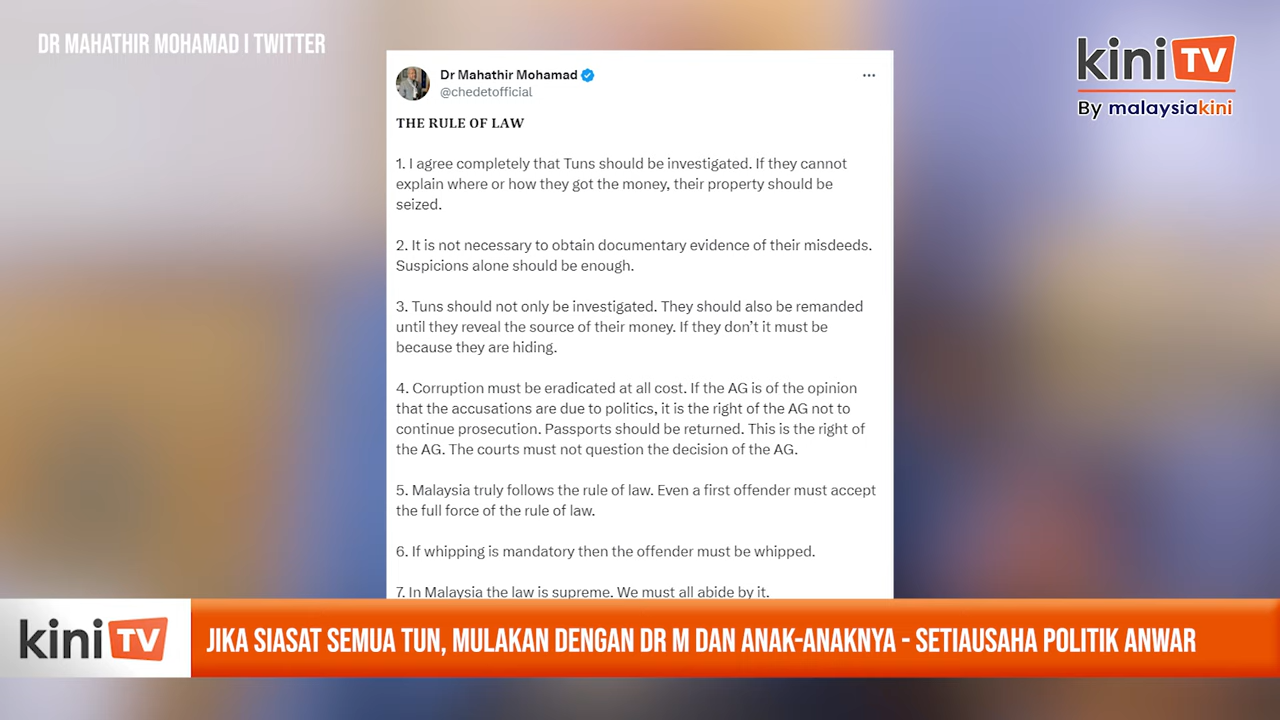 DR MAHATHIR MOHAMAD | TWITTER
kini TV
By malaysiakini
Dr Mahathir Mohamad
@chedetofficial
THE RULE OF LAW
1. I agree completely that Tuns should be investigated. If they cannot
explain where or how they got the money, their property should be
seized.
2. It is not necessary to obtain documentary evidence of their misdeeds.
Suspicions alone should be enough.
3. Tuns should not only be investigated. They should also be remanded
until they reveal the source of their money. If they don’t it must be
because they are hiding.
4. Corruption must be eradicated at all cost. If the AG is of the opinion
that the accusations are due to politics, it is the right of the AG not to
continue prosecution. Passports should be returned. This is the right of
the AG. The courts must not question the decision of the AG.
5. Malaysia truly follows the rule of law. Even a first offender must accept
the full force of the rule of law.
6. If whipping is mandatory then the offender must be whipped.
7. In Malaysia the law is supreme. We must all abide by it.
kini TV
JIKA SIASAT SEMUA TUN, MULAKAN DENGAN DR M DAN ANAK-ANAKNYA - SETIAUSAHA POLITIK ANWAR